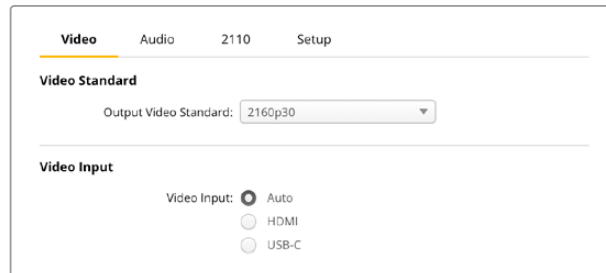 Video Audio 2110 Setup
Video Standard
Output Video Standard: 2160p30
Video Input
Video Input: Auto
HDMI
USB-C